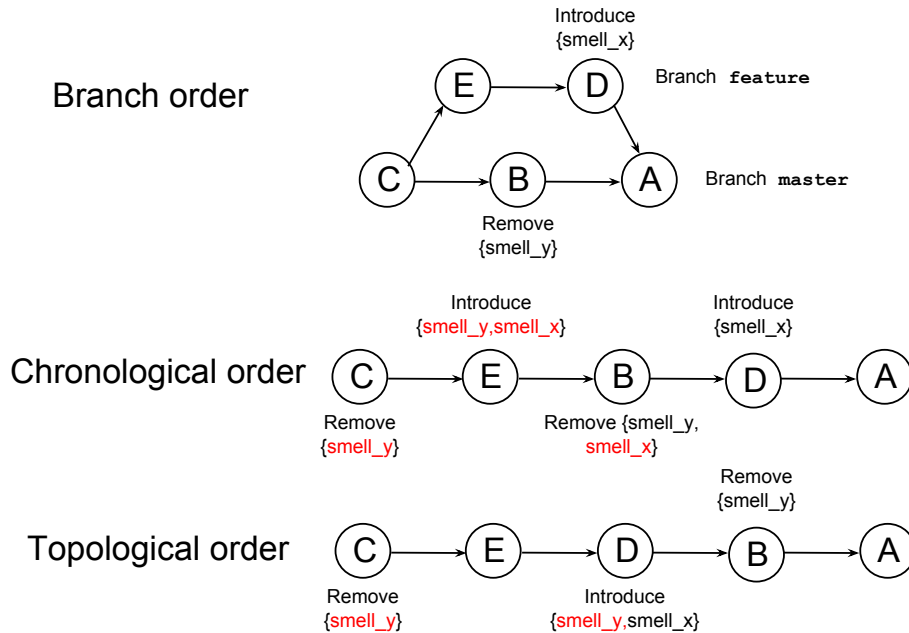 Introduce
{smell_x}
Branch order
E
D
Branch feature
C
B
A
Branch master
Remove
{smell_y}
Introduce
{smell_y,smell_x}
Introduce
{smell_x}
Chronological order
C
E
B
D
A
Remove
{smell_y}
Remove {smell_y,
smell_x}
Remove
{smell_y}
Topological order
C
E
D
B
A
Remove
{smell_y}
Introduce
{smell_y,smell_x}